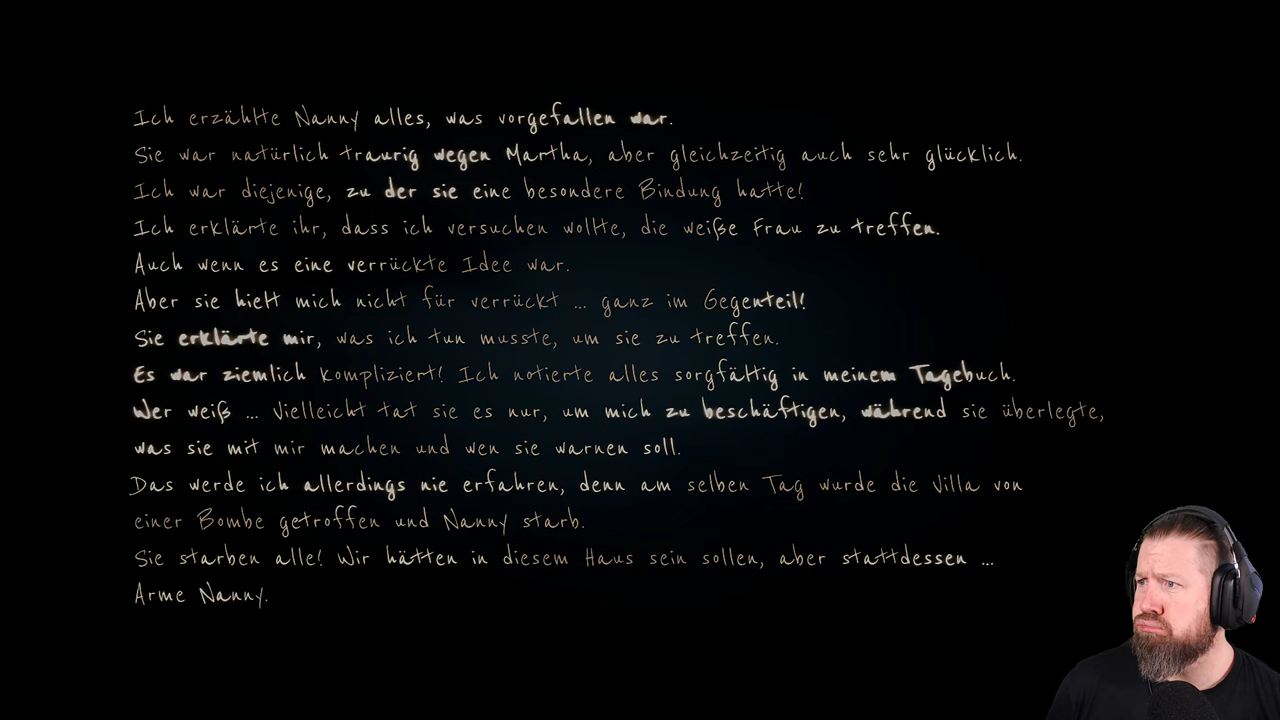 Ich erzählte Nanny alles, was vorgefallen war.
Sie war natürlich traurig wegen Martha, aber gleichzeitig auch sehr glücklich.
Ich war diejenige, zu der sie eine besondere Bindung hatte!
Ich erklärte ihr, dass ich versuchen wollte, die weiße Frau zu treffen.
Auch wenn es eine verrückte Idee war.
Aber sie hielt mich nicht für verrückt ... ganz im Gegenteil!
Sie erklärte mir, was ich tun musste, um sie zu treffen.
Es war ziemlich kompliziert! Ich notierte alles sorgfältig in meinem Tagebuch.
Wer weiß ... Vielleicht tat sie es nur, um mich zu beschäftigen, während sie überlegte,
was sie mit mir machen und wen sie warnen soll.
Das werde ich allerdings nie erfahren, denn am selben Tag wurde die Villa von
einer Bombe getroffen und Nanny starb.
Sie starben alle! Wir hätten in diesem Haus sein sollen, aber stattdessen ...
Arme Nanny.